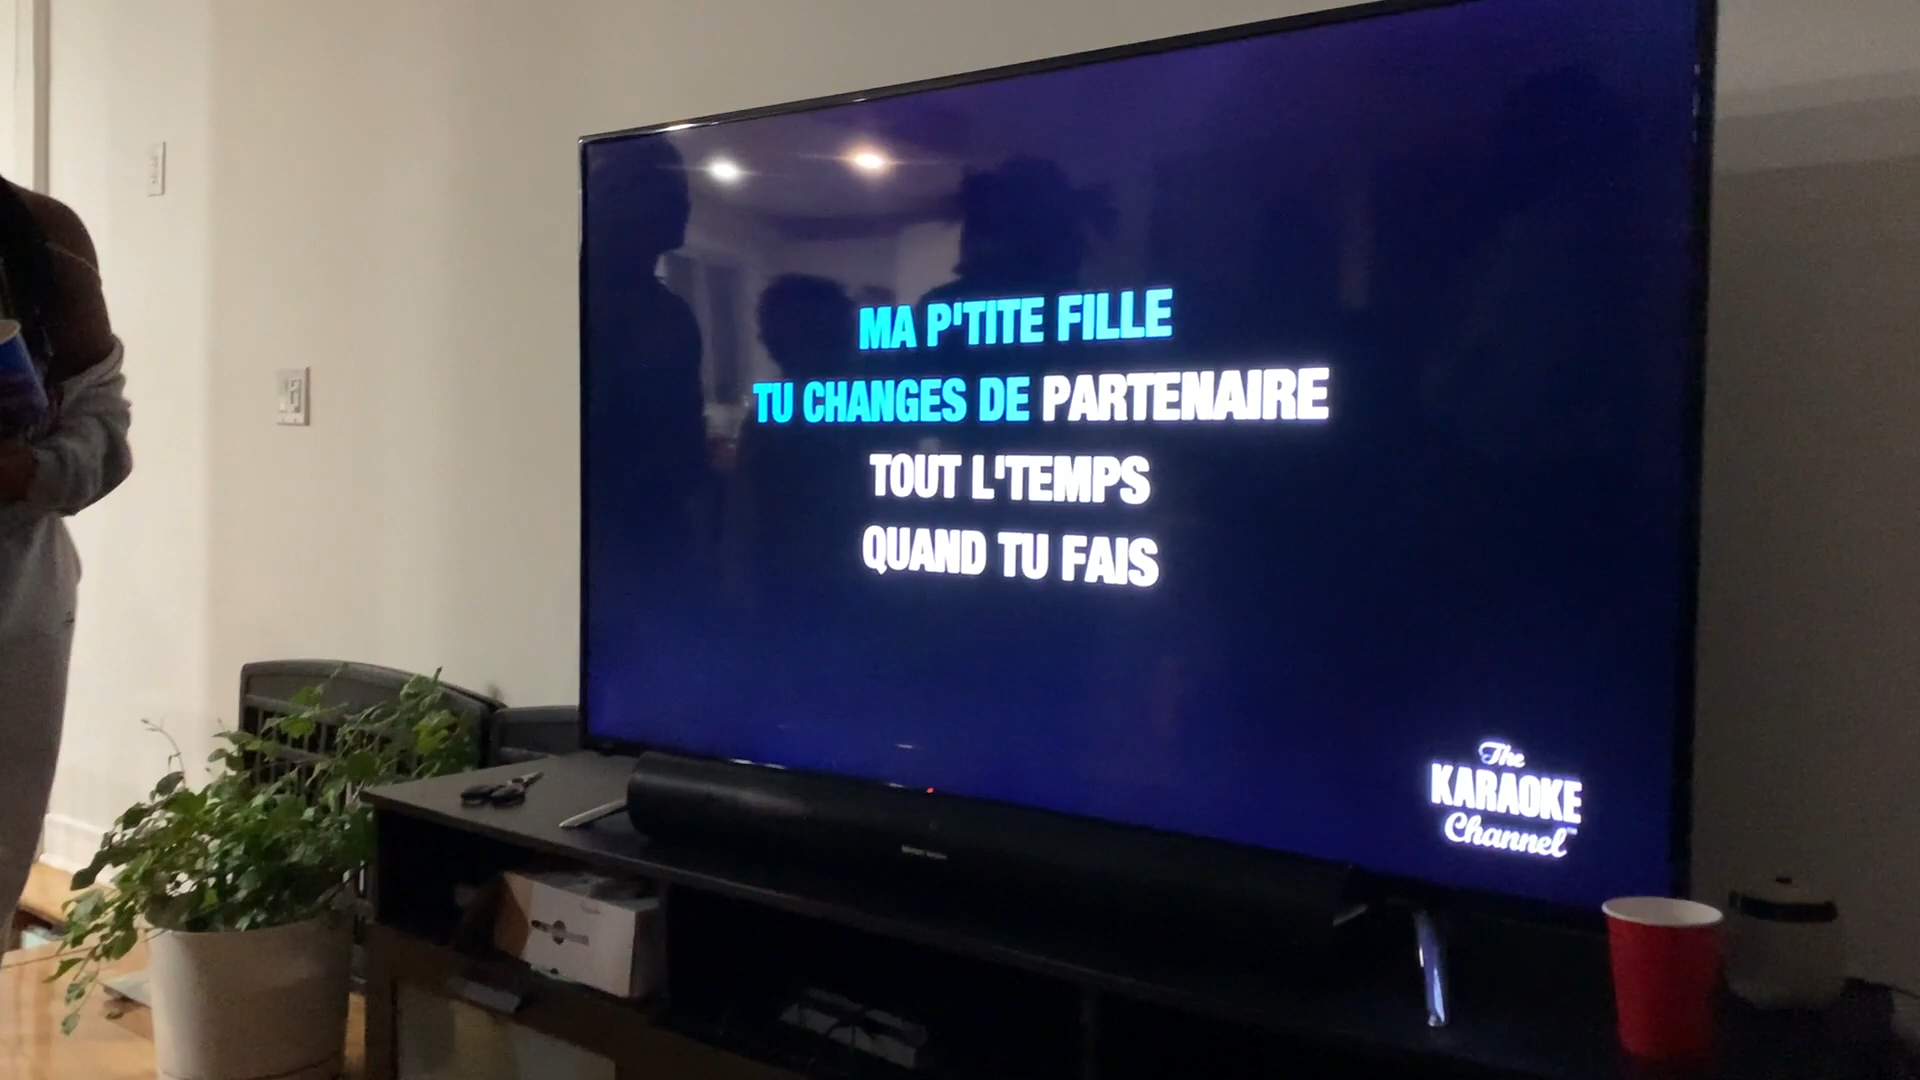 MA P'TITE FILLE
TU CHANGES DE PARTENAIRE
TOUT L'TEMPS
QUAND TU FAIS
The
KARAOKE
Channel